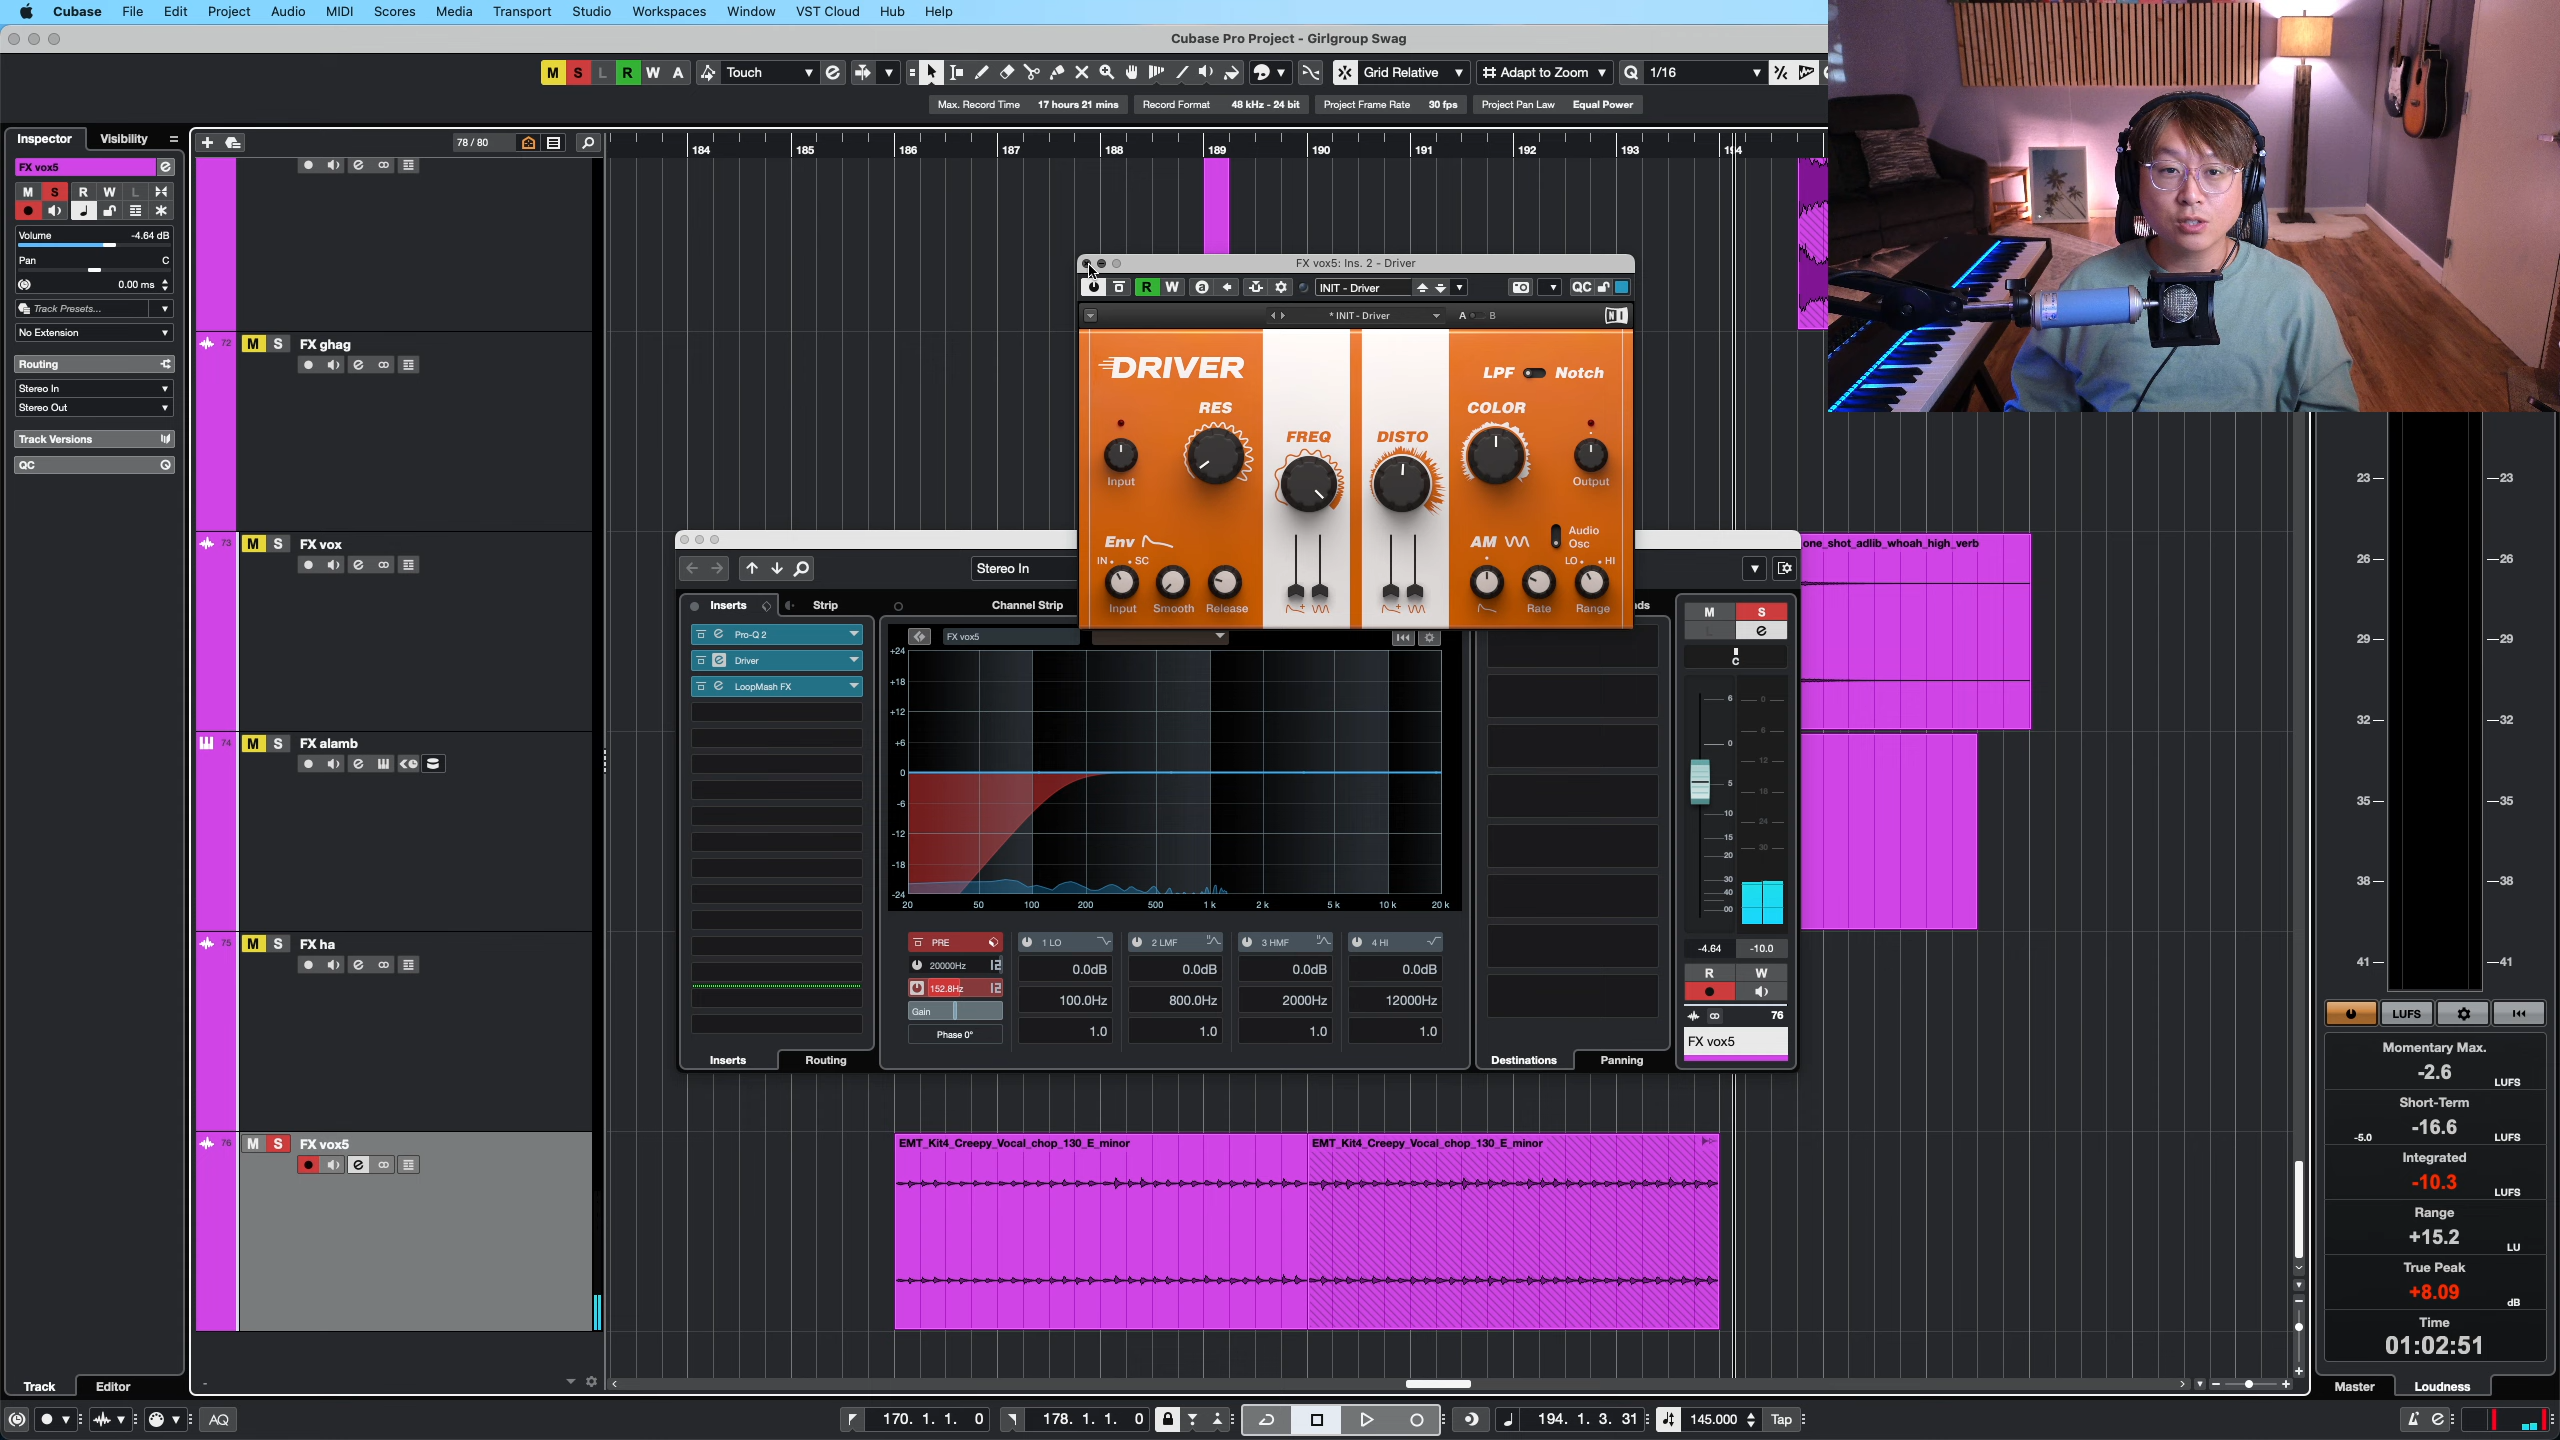 Cubase File Edit Project Audio MIDI Scores Media Transport Studio Workspaces Window VST Cloud Hub Help
Cubase Pro Project - Girlgroup Swag
M S L R W A Touch Grid Relative Adapt to Zoom Q 1/16
Max. Record Time 17 hours 21 mins Record Format 48 kHz - 24 bit Project Frame Rate 30 fps Project Pan Law Equal Power
Inspector Visibility
78 / 80
184 185 186 187 188 189 190 191 192 193 194
FX vox5
M S R W L
Volume -4.64 dB
Pan C
0.00 ms
Track Presets...
No Extension
Routing
Stereo In
Stereo Out
Track Versions
QC
72 M S FX ghag
73 M S FX vox
74 M S FX alamb
75 M S FX ha
76 M S FX vox5
FX vox5: Ins. 2 - Driver
R W a INIT - Driver QC
* INIT - Driver A B NI
DRIVER
LPF Notch
RES COLOR
FREQ DISTO
Input Output
Env AM Audio
Osc
IN SC LO HI
Input Smooth Release Rate Range
one_shot_adlib_whoah_high_verb
Stereo In
Inserts Strip Channel Strip ds
Pro-Q 2
Driver
LoopMash FX
FX vox5
+24
+18
+12
+6
0
-6
-12
-18
-24
20 50 100 200 500 1 k 2 k 5 k 10 k 20 k
PRE 1 LO 2 LMF 3 HMF 4 HI
20000Hz 12 0.0dB 0.0dB 0.0dB 0.0dB
152.8Hz 12 100.0Hz 800.0Hz 2000Hz 12000Hz
Gain
Phase 0° 1.0 1.0 1.0 1.0
Inserts Routing Destinations Panning
M S
L e
C
6 0
0 6
5 12
10 18
15 24
20 30
30
40
00
-4.64 -10.0
R W
76
FX vox5
EMT_Kit4_Creepy_Vocal_chop_130_E_minor EMT_Kit4_Creepy_Vocal_chop_130_E_minor
23 -23
26 -26
29 -29
32 -32
35 -35
38 -38
41 -41
LUFS
Momentary Max.
-2.6 LUFS
Short-Term
-5.0 -16.6 LUFS
Integrated
-10.3 LUFS
Range
+15.2 LU
True Peak
+8.09 dB
Time
01:02:51
Track Editor
Master Loudness
AQ 170. 1. 1. 0 178. 1. 1. 0 194. 1. 3. 31 145.000 Tap